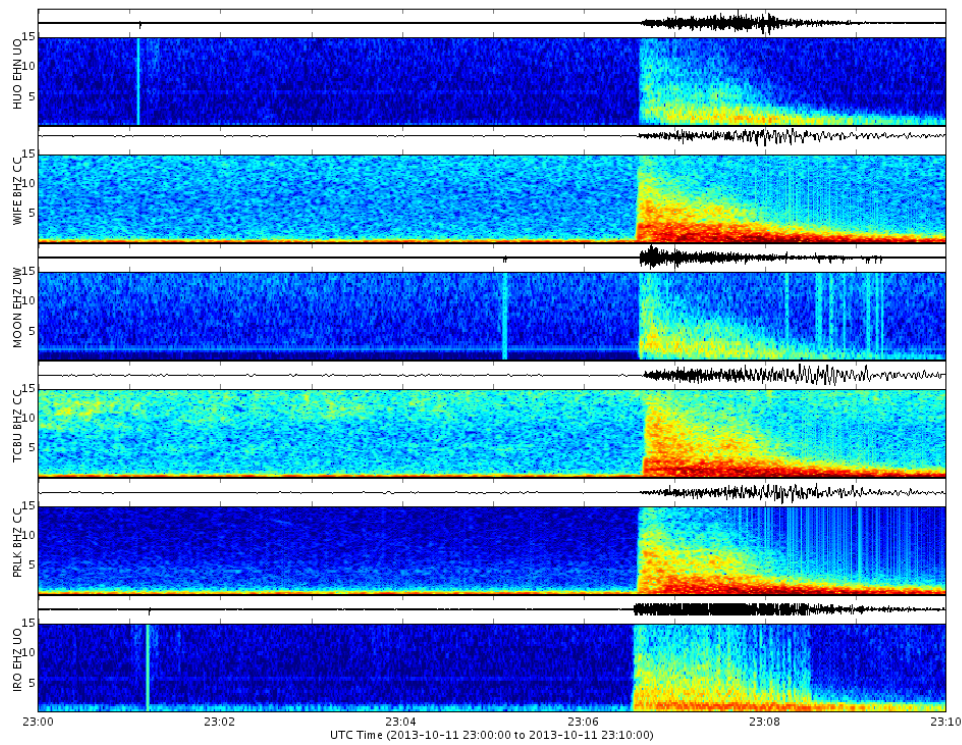 15
10
5
HUO EHN UO
15
10
5
WIFE BHZ CC
15
10
5
MOON EHZ UW
15
10
5
TCBU BHZ CC
15
10
5
PRLK BHZ CC
15
10
5
IRO EHZ UO
23:00 23:02 23:04 23:06 23:08 23:10
UTC Time (2013-10-11 23:00:00 to 2013-10-11 23:10:00)